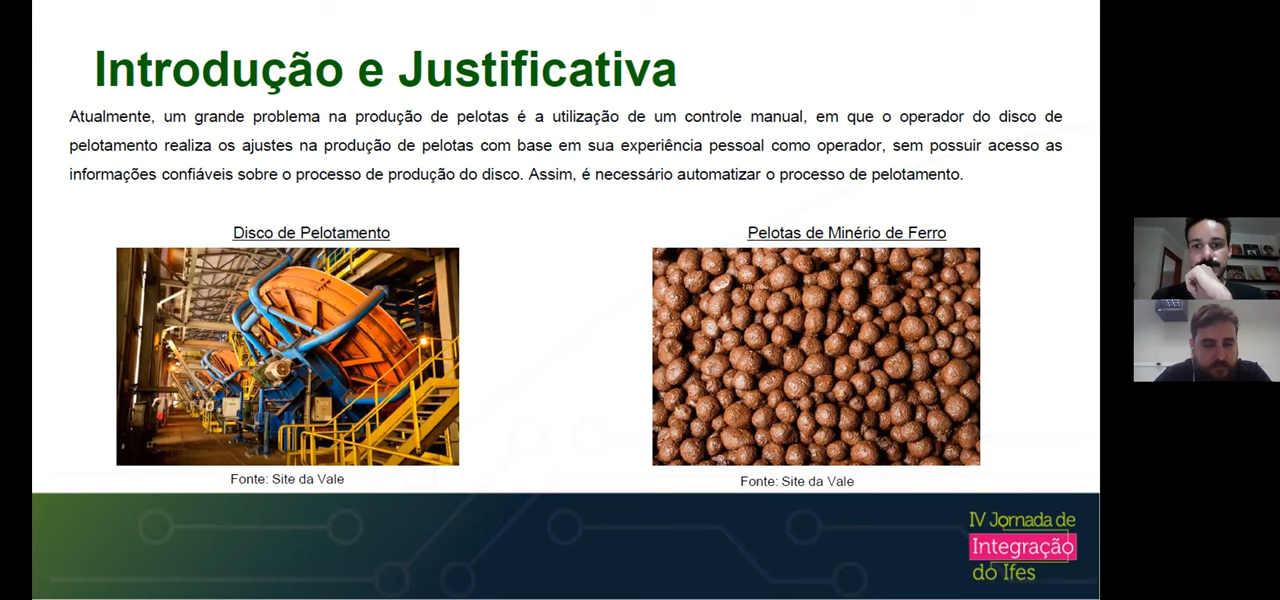 Introdução e Justificativa
Atualmente, um grande problema na produção de pelotas é a utilização de um controle manual, em que o operador do disco de
pelotamento realiza os ajustes na produção de pelotas com base em sua experiência pessoal como operador, sem possuir acesso as
informações confiáveis sobre o processo de produção do disco. Assim, é necessário automatizar o processo de pelotamento.
Disco de Pelotamento
Pelotas de Minério de Ferro
Fonte: Site da Vale
Fonte: Site da Vale
IV Jornada de
Integração
do Ifes